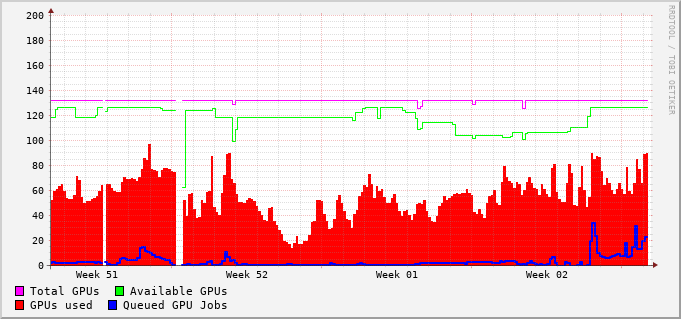 200
180
160
140
120
100
80
60
40
20
0
Week 51 Week 52 Week 01 Week 02
Total GPUs Available GPUs
GPUs used Queued GPU Jobs
RRDTOOL / TOBI OETIKER